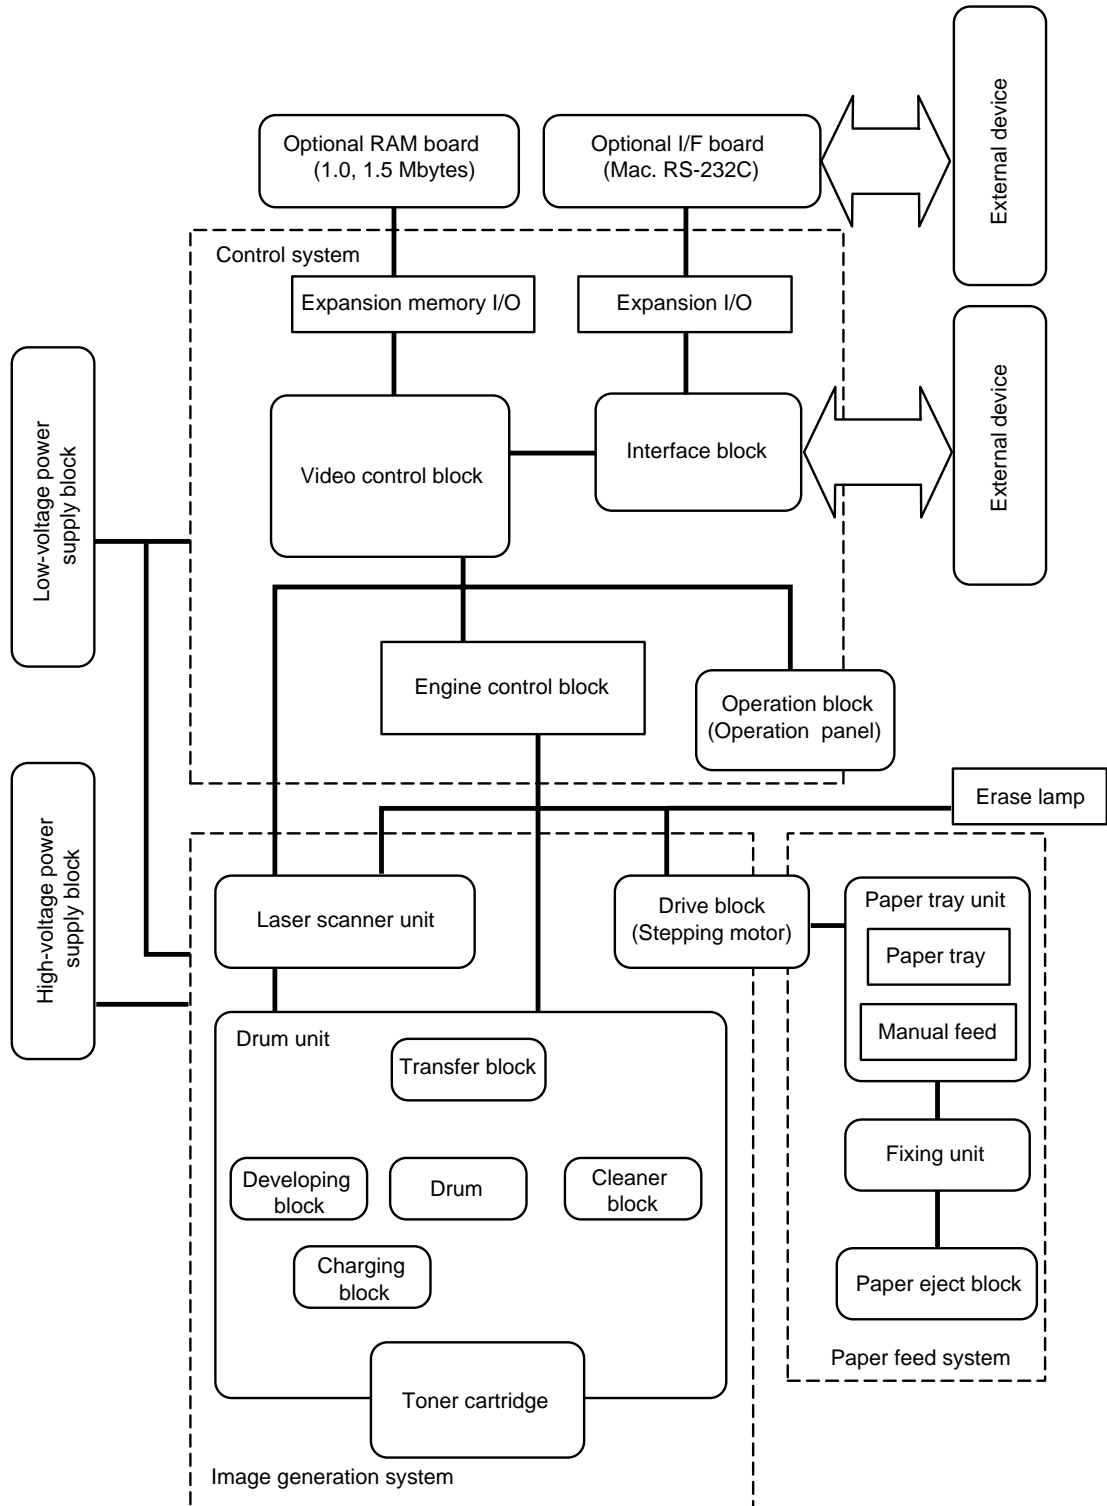 External device
Optional RAM board
(1.0, 1.5 Mbytes)
Optional I/F board
(Mac. RS-232C)
Control system
Expansion memory I/O
Expansion I/O
External device
Low-voltage power
supply block
Video control block
Interface block
Engine control block
Operation block
(Operation panel)
High-voltage power
supply block
Erase lamp
Laser scanner unit
Drive block
(Stepping motor)
Paper tray unit
Paper tray
Manual feed
Drum unit
Transfer block
Developing
block
Drum
Cleaner
block
Fixing unit
Charging
block
Paper eject block
Paper feed system
Toner cartridge
Image generation system